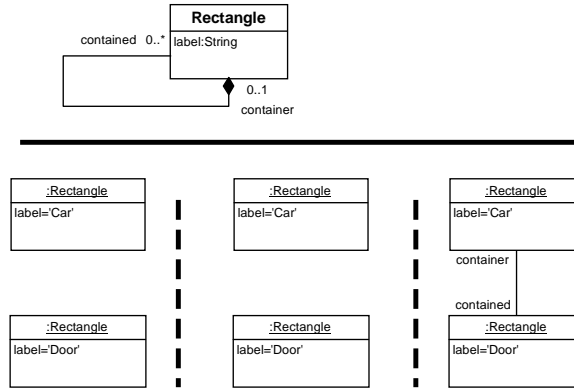 Rectangle
contained 0..*
label:String
0..1
container
:Rectangle
label='Car'
:Rectangle
label='Car'
:Rectangle
label='Car'
container
contained
:Rectangle
label='Door'
:Rectangle
label='Door'
:Rectangle
label='Door'